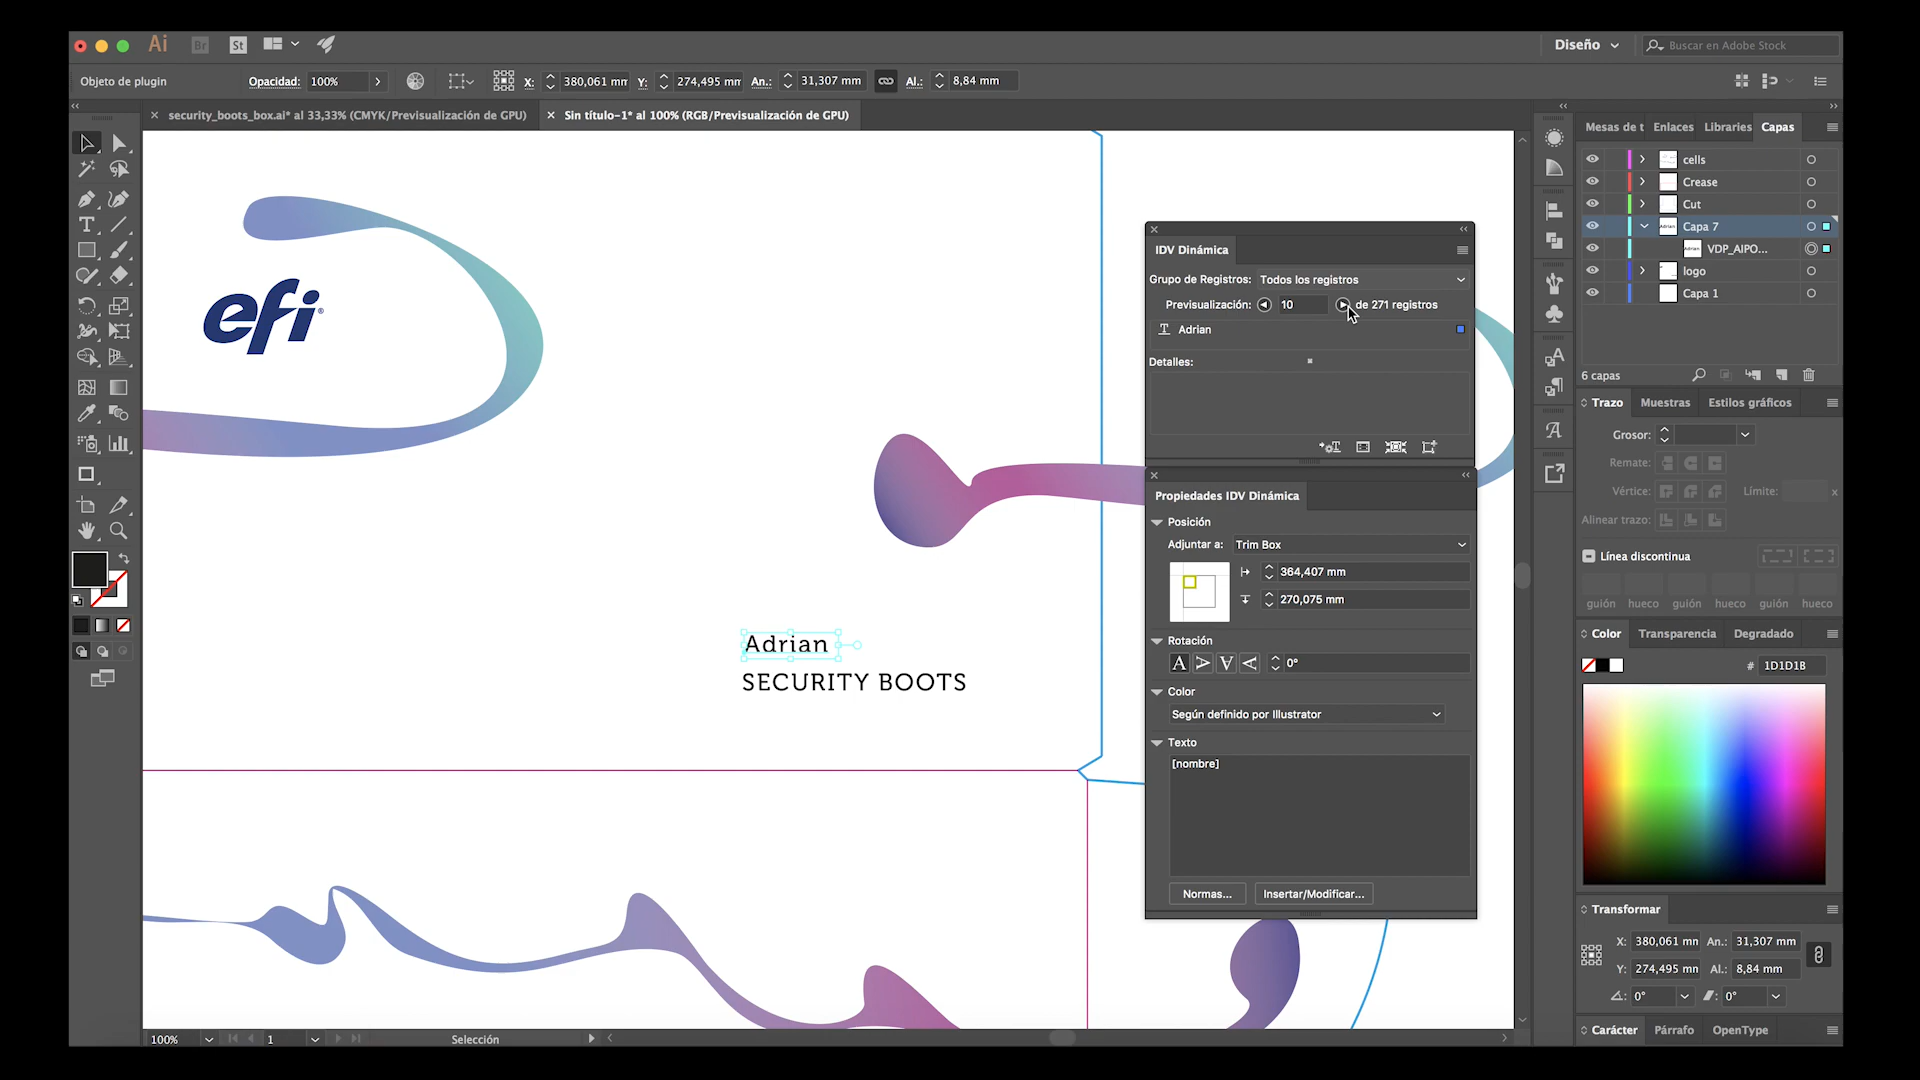 Ai Br St Diseño Buscar en Adobe Stock
Objeto de plugin Opacidad: 100% X: 380,061 mm Y: 274,495 mm An.: 31,307 mm Al.: 8,84 mm
security_boots_box.ai* al 33,33% (CMYK/Previsualización de GPU) Sin título-1* al 100% (RGB/Previsualización de GPU)
Mesas de t Enlaces Libraries Capas
cells
Crease
Cut
Capa 7
VDP_AIPO...
logo
Capa 1
6 capas
efi®
IDV Dinámica
Grupo de Registros: Todos los registros
Previsualización: 10 de 271 registros
Adrian
Detalles:
Propiedades IDV Dinámica
Posición
Adjuntar a: Trim Box
364,407 mm
270,075 mm
Rotación
0°
Color
Según definido por Illustrator
Texto
[nombre]
Normas... Insertar/Modificar...
Adrian
SECURITY BOOTS
Trazo Muestras Estilos gráficos
Grosor:
Remate:
Vértice: Límite: x
Alinear trazo:
Línea discontinua
guión hueco guión hueco guión hueco
Color Transparencia Degradado
# 1D1D1B
Transformar
X: 380,061 mm An.: 31,307 mm
Y: 274,495 mm Al.: 8,84 mm
0° 0°
Carácter Párrafo OpenType
100% 1 Selección